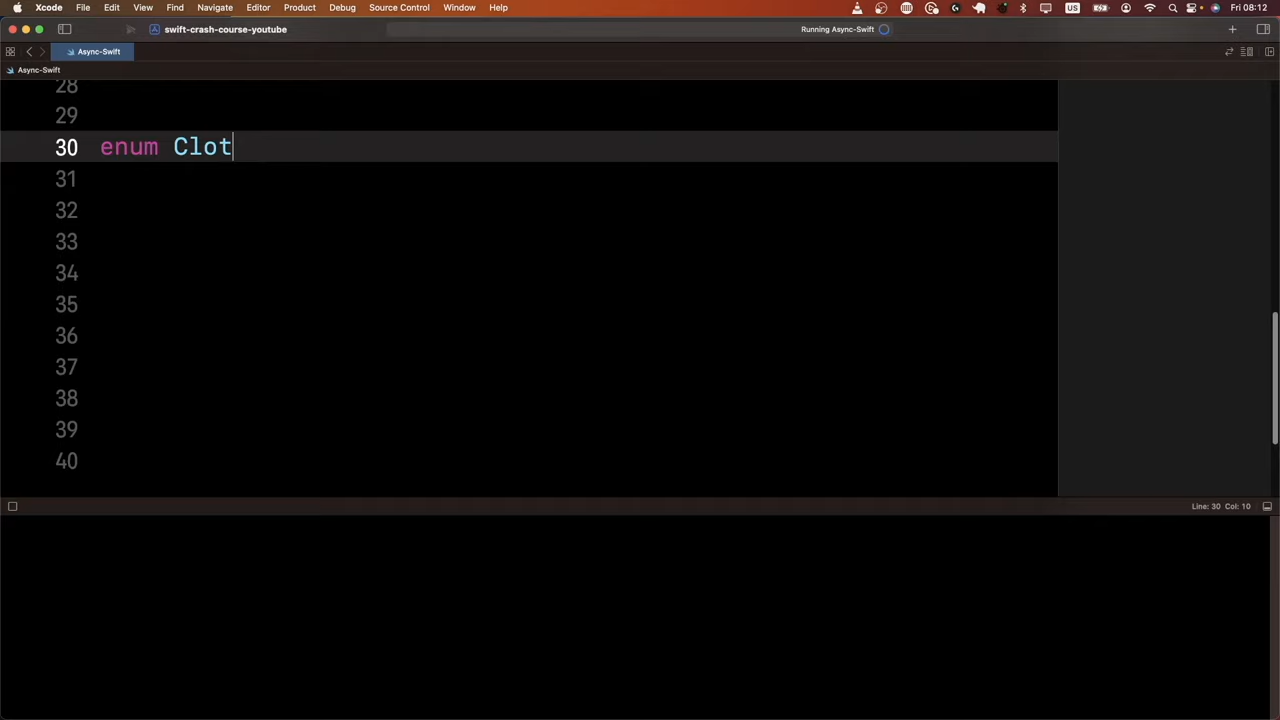 Xcode File Edit View Find Navigate Editor Product Debug Source Control Window Help US Fri 08:12
swift-crash-course-youtube Running Async-Swift
Async-Swift
Async-Swift
28
29
30 enum Clot
31
32
33
34
35
36
37
38
39
40
Line: 30 Col: 10